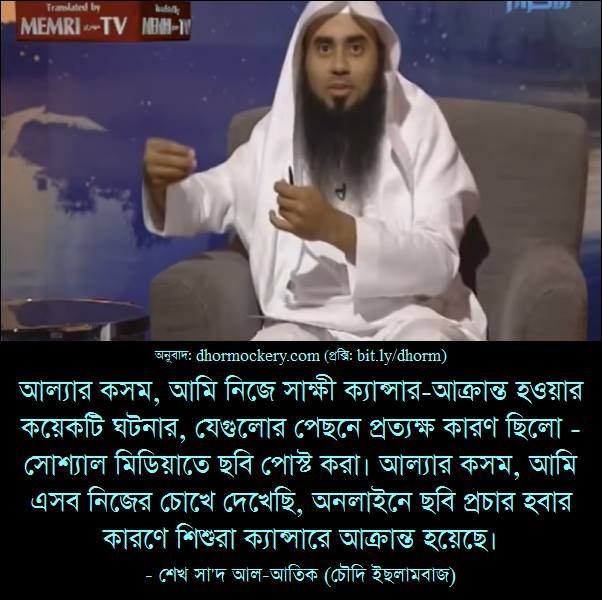 Translated by
MEMRI TV
MEMRI TV
অনুবাদ: dhormockery.com (প্রক্সি: bit.ly/dhorm)
আল্যার কসম, আমি নিজে সাক্ষী ক্যান্সার-আক্রান্ত হওয়ার
কয়েকটি ঘটনার, যেগুলোর পেছনে প্রত্যক্ষ কারণ ছিলো -
সোশ্যাল মিডিয়াতে ছবি পোস্ট করা। আল্যার কসম, আমি
এসব নিজের চোখে দেখেছি, অনলাইনে ছবি প্রচার হবার
কারণে শিশুরা ক্যান্সারে আক্রান্ত হয়েছে।
- শেখ সা'দ আল-আতিক (চৌদি ইছলামবাজ)